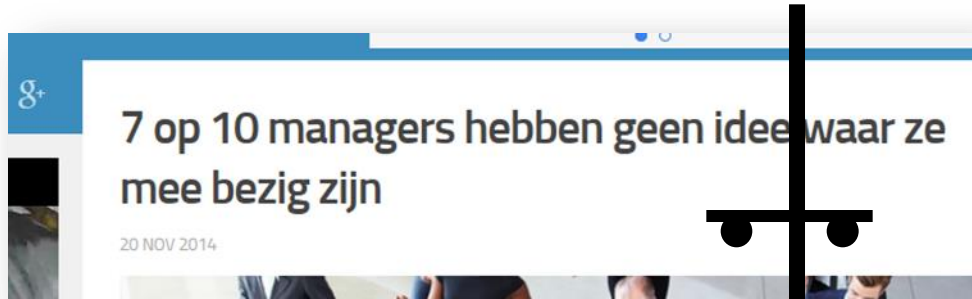 g+
7 op 10 managers hebben geen idee waar ze
mee bezig zijn
20 NOV 2014